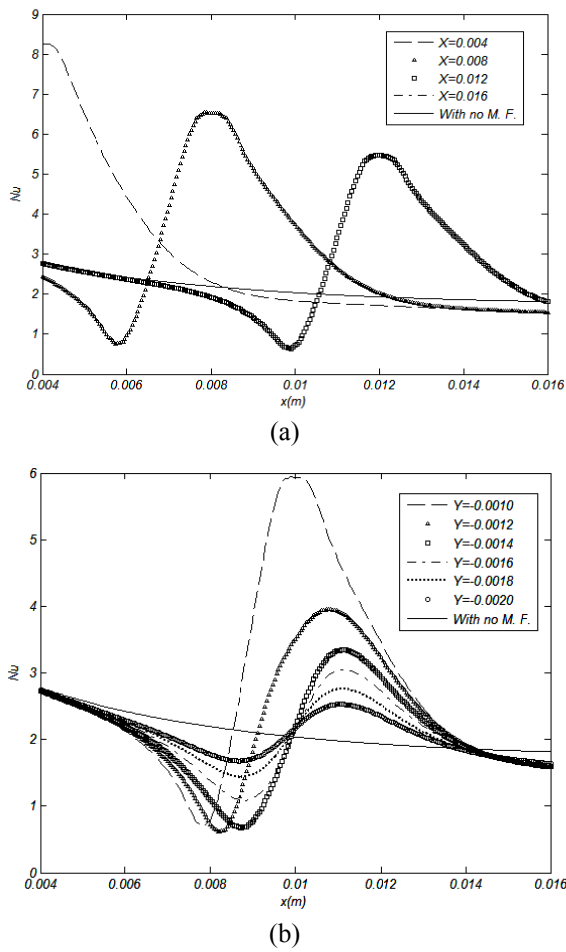 9
8
7
6
5
4
3
2
1
0
Nu
0.004 0.006 0.008 0.01 0.012 0.014 0.016
x(m)
X=0.004
X=0.008
X=0.012
X=0.016
With no M. F.
(a)
6
5
4
3
2
1
0
Nu
0.004 0.006 0.008 0.01 0.012 0.014 0.016
x(m)
Y=-0.0010
Y=-0.0012
Y=-0.0014
Y=-0.0016
Y=-0.0018
Y=-0.0020
With no M. F.
(b)